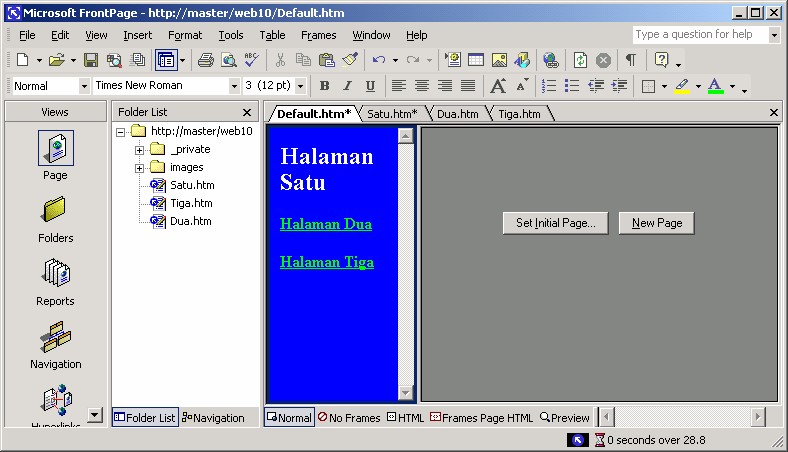 Microsoft FrontPage - http://master/web10/Default.htm
File Edit View Insert Format Tools Table Frames Window Help Type a question for help
Normal Times New Roman 3 (12 pt) B I U
Views
Page
Folders
Reports
Navigation
Hyperlinks
Folder List
http://master/web10
_private
images
Satu.htm
Tiga.htm
Dua.htm
Folder List Navigation
Default.htm* Satu.htm* Dua.htm Tiga.htm
Halaman
Satu
Halaman Dua
Halaman Tiga
Set Initial Page... New Page
Normal No Frames HTML Frames Page HTML Preview
0 seconds over 28.8